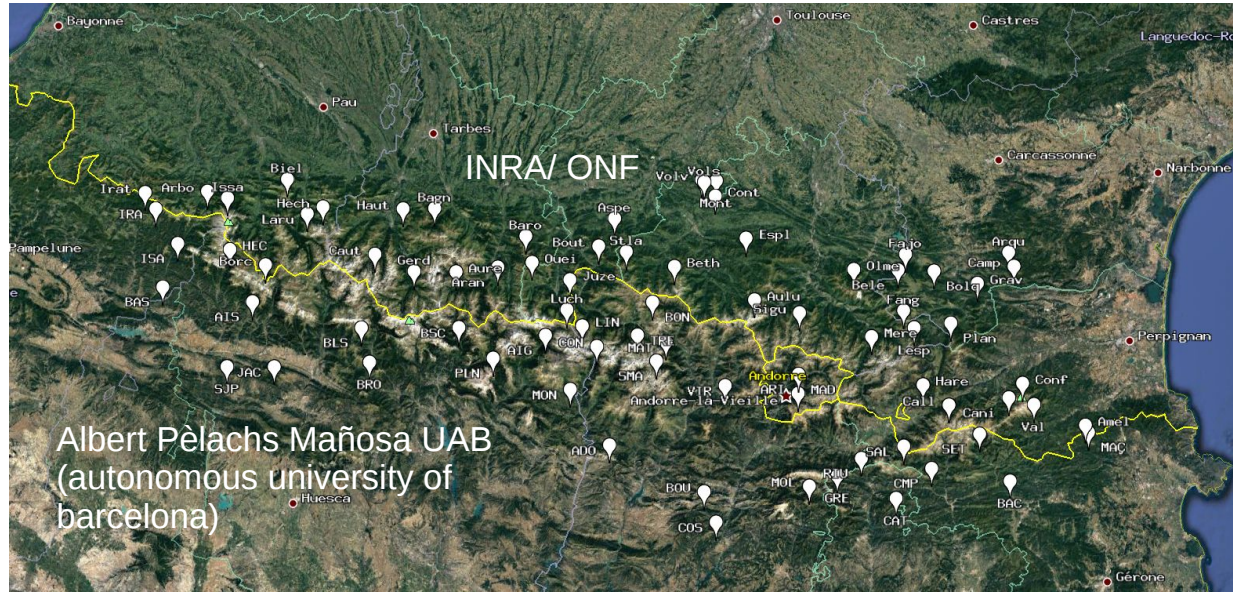 Bayonne
Toulouse
Castres
Languedoc-Ro
Pau
Tarbes
INRA/ ONF
Carcassonne
Narbonne
Biel
Vols
Volv
Cont
Mont
Irat
Arbo
Issa
IRA
Hech
Laru
Haut
Bagn
Aspe
Baro
Bout
Stla
Espl
Fajo
Arqu
Pampelune
ISA
HEC
Borc
Caut
Gerd
Aure
Aran
Ouei
Juze
Beth
Olme
Bele
Camp
Grav
Bolq
BAS
AIS
Luch
BON
Aulu
Sigu
Fang
BLS
BSC
LIN
AIG
CON
MAT
TRE
Mere
Lesp
Plan
Perpignan
SJP
JAC
BRO
PLN
SMA
MON
VIR
Andorre
ART
MAD
Andorre-la-Vieille
Hare
Conf
Call
Cani
Val
Albert Pèlachs Mañosa UAB
(autonomous university of
barcelona)
ADO
SAL
SET
Amel
MAÇ
Huesca
BOU
MOL
RIU
GRE
CMP
BAC
COS
CAT
Gérone